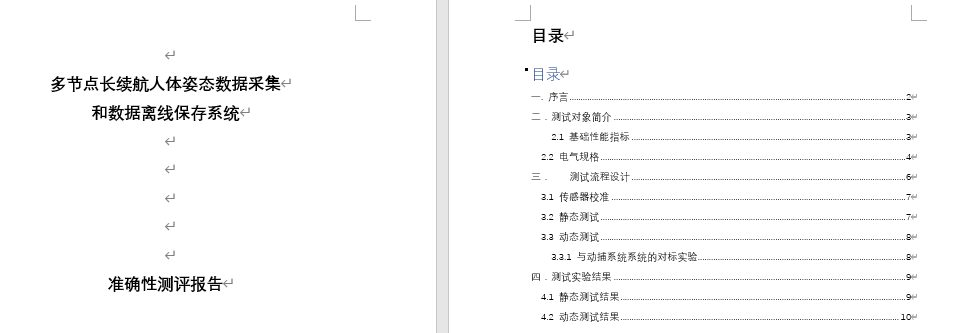 多节点长续航人体姿态数据采集
和数据离线保存系统
准确性测评报告
目录
目录
一. 序言 2
二．测试对象简介 3
2.1 基础性能指标 3
2.2 电气规格 4
三． 测试流程设计 6
3.1 传感器校准 7
3.2 静态测试 7
3.3 动态测试 8
3.3.1 与动捕系统系统的对标实验 8
四．测试实验结果 9
4.1 静态测试结果 9
4.2 动态测试结果 10